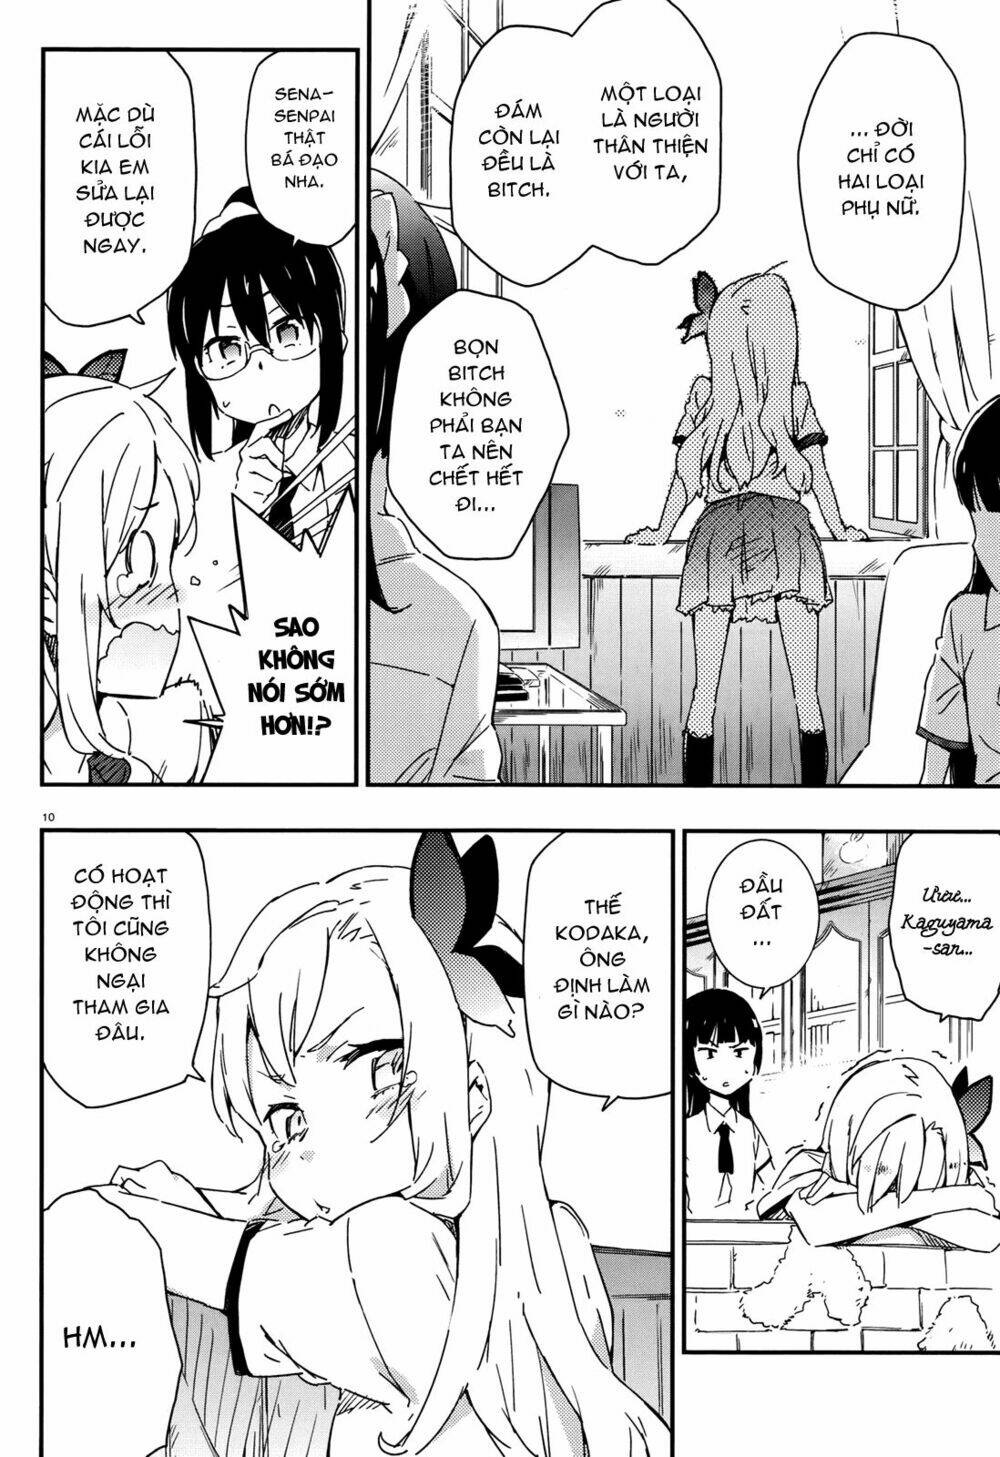 ... ĐỜI
CHỈ CÓ
HAI LOẠI
PHỤ NỮ.
MỘT LOẠI
LÀ NGƯỜI
THÂN THIỆN
VỚI TA,
ĐÁM
CÒN LẠI
ĐỀU LÀ
BITCH.
BỌN
BITCH
KHÔNG
PHẢI BẠN
TA NÊN
CHẾT HẾT
ĐI...
SENA-
SENPAI
THẬT
BÁ ĐẠO
NHA.
MẶC DÙ
CÁI LỖI
KIA EM
SỬA LẠI
ĐƯỢC
NGAY.
SAO
KHÔNG
NÓI SỚM
HƠN!?
10
Ưưư...
Kaguyama
-san...
ĐẦU
ĐẤT
...
THẾ
KODAKA,
ÔNG
ĐỊNH LÀM
GÌ NÀO?
CÓ HOẠT
ĐỘNG THÌ
TÔI CŨNG
KHÔNG
NGẠI
THAM GIA
ĐÂU.
HM...